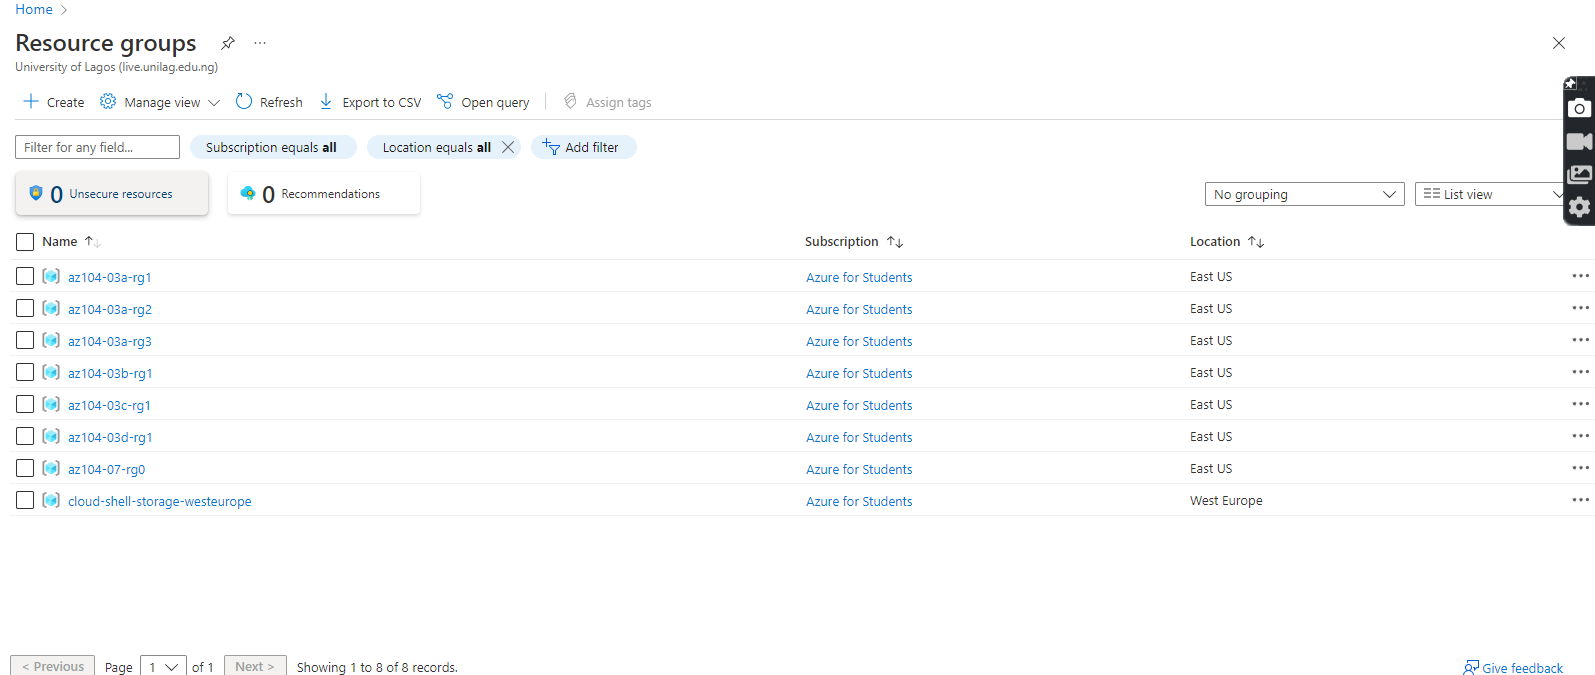 Home
Resource groups
University of Lagos (live.unilag.edu.ng)
Create Manage view Refresh Export to CSV Open query Assign tags
Filter for any field... Subscription equals all Location equals all Add filter
0 Unsecure resources 0 Recommendations No grouping List view
Name Subscription Location
az104-03a-rg1 Azure for Students East US
az104-03a-rg2 Azure for Students East US
az104-03a-rg3 Azure for Students East US
az104-03b-rg1 Azure for Students East US
az104-03c-rg1 Azure for Students East US
az104-03d-rg1 Azure for Students East US
az104-07-rg0 Azure for Students East US
cloud-shell-storage-westeurope Azure for Students West Europe
< Previous Page 1 of 1 Next > Showing 1 to 8 of 8 records. Give feedback